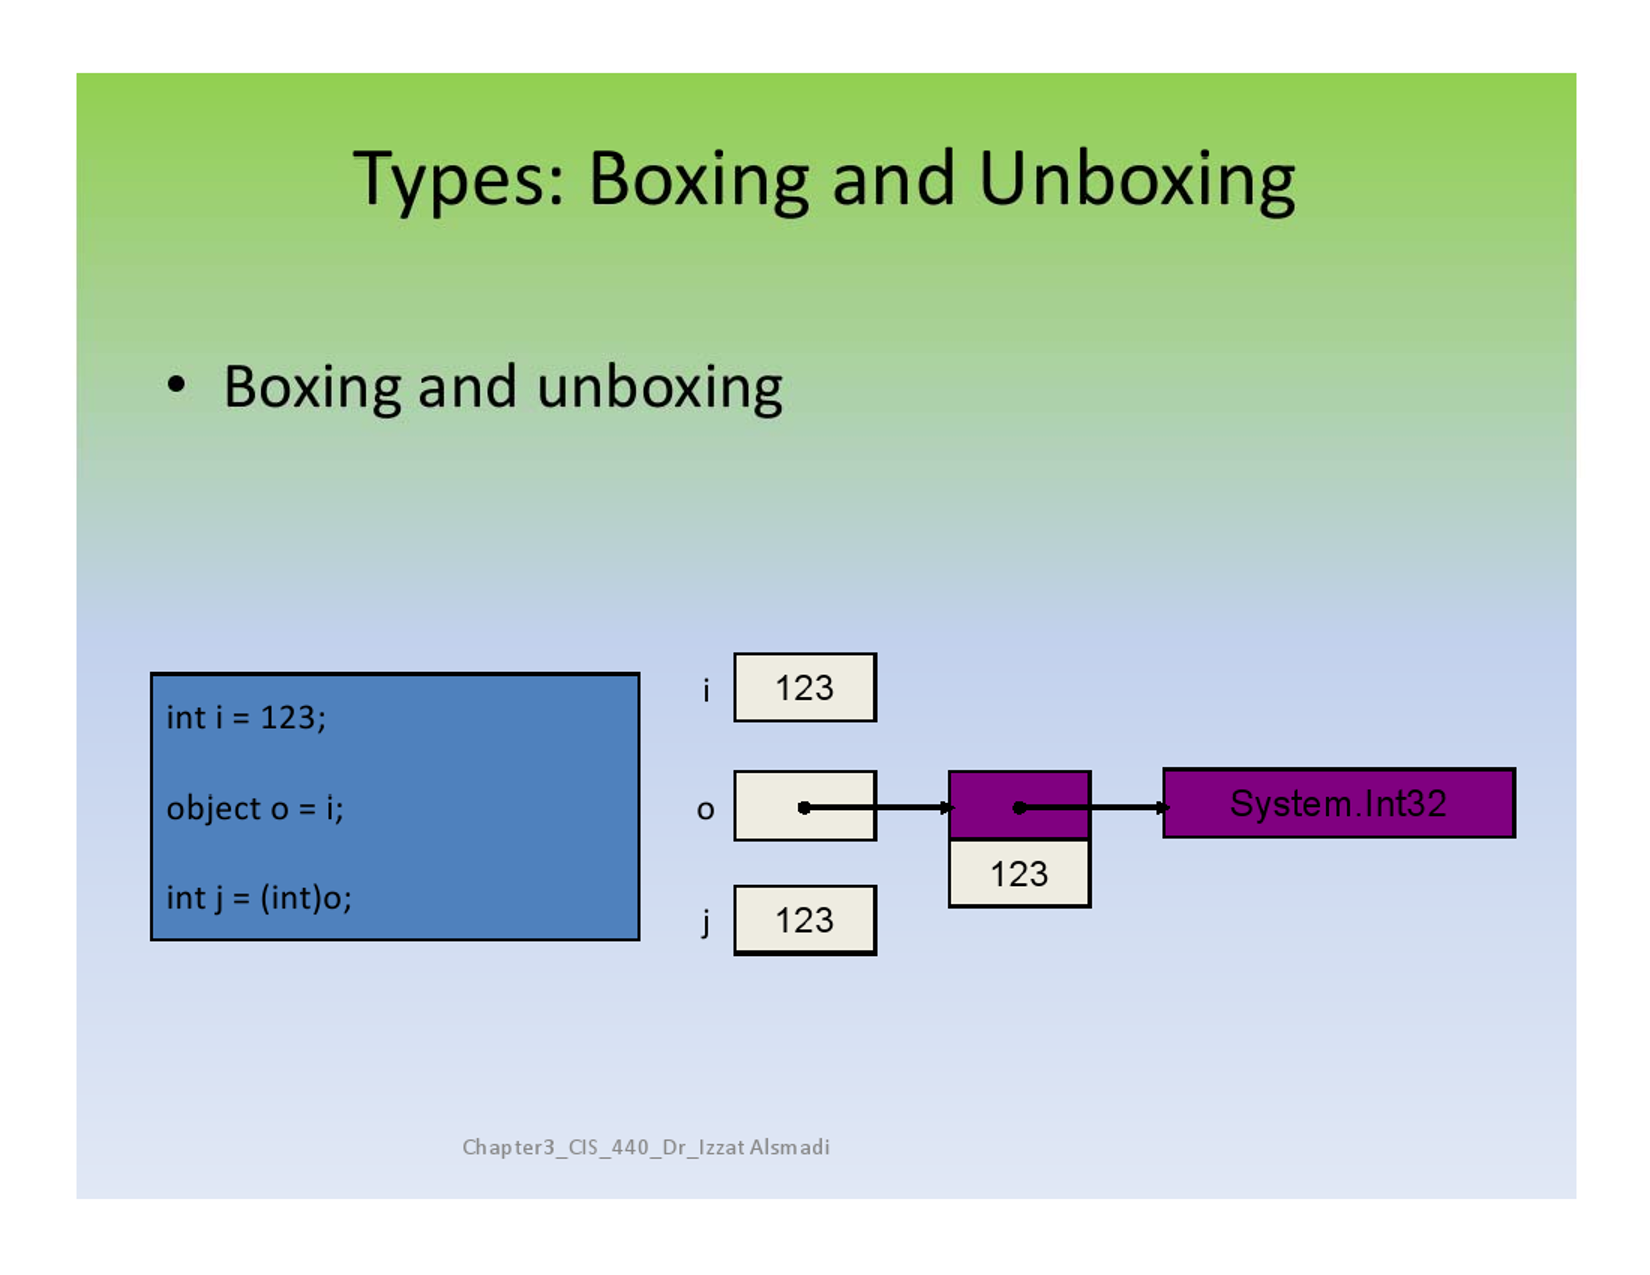 Types: Boxing and Unboxing
• Boxing and unboxing
int i = 123;
object o = i;
int j = (int)o;
i
123
o
System.Int32
123
j
123
Chapter3_CIS_440_Dr_Izzat Alsmadi